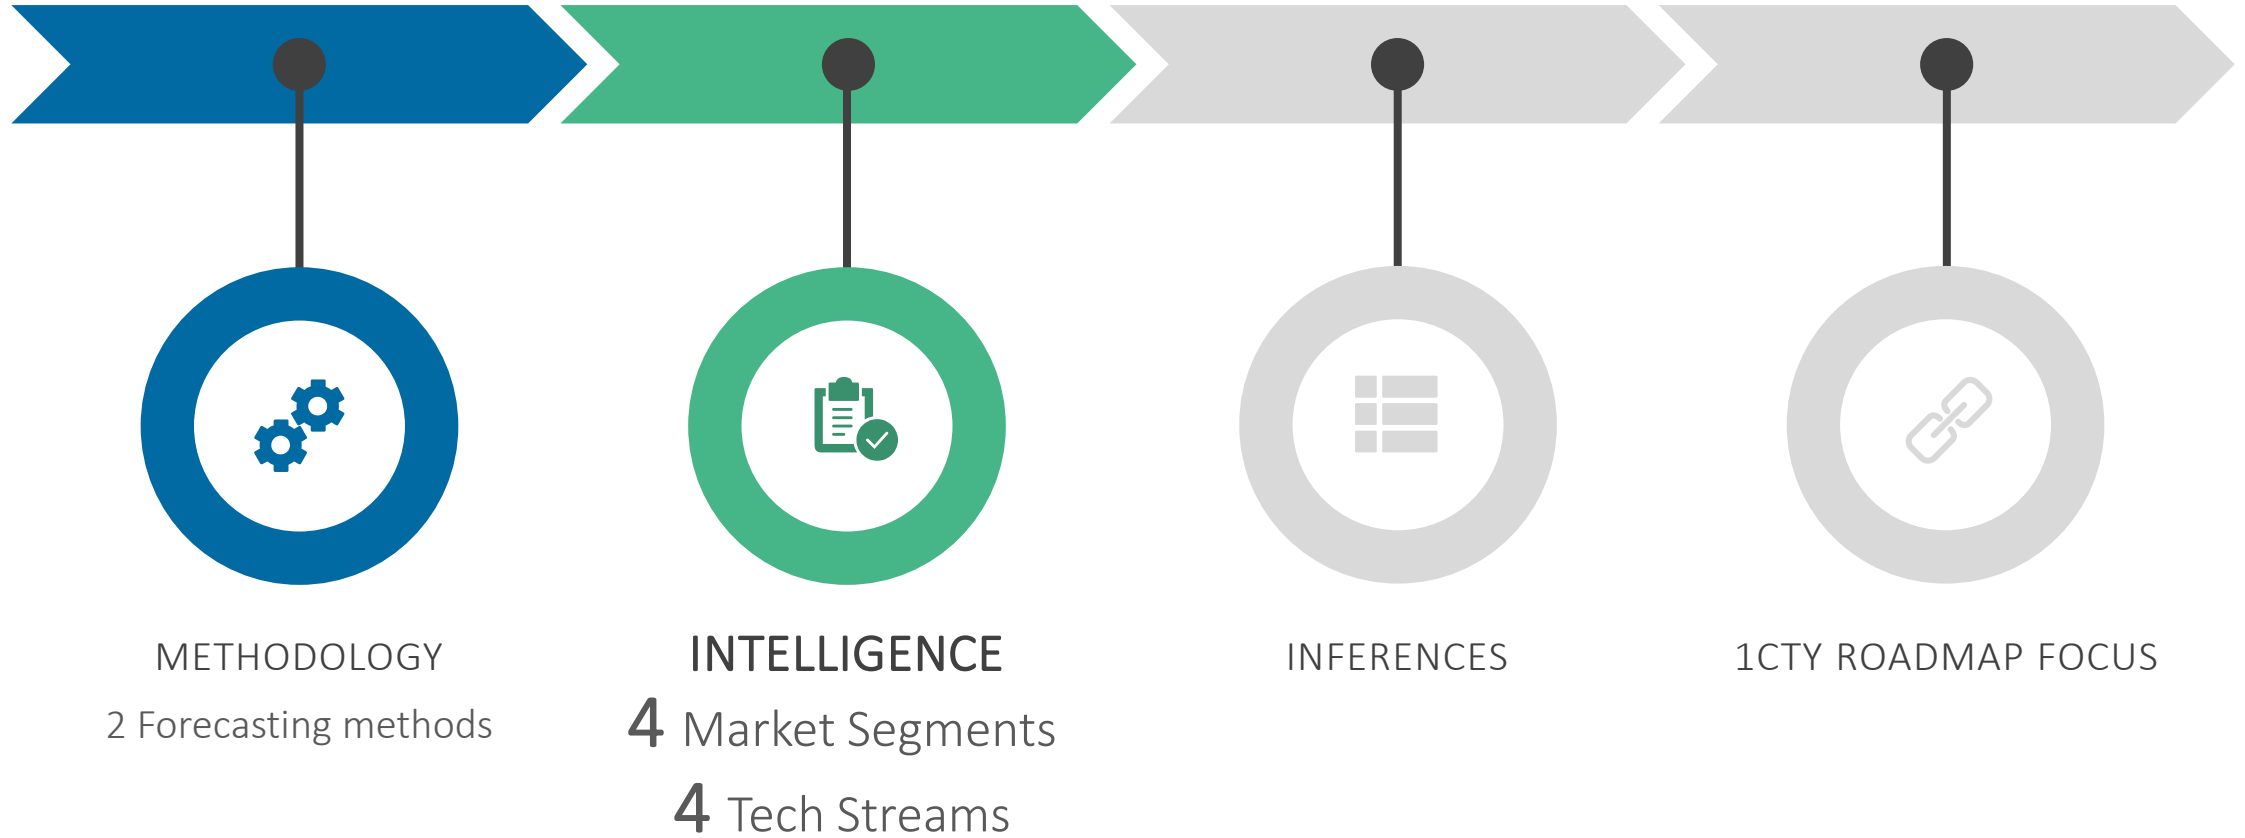 METHODOLOGY
2 Forecasting methods
INTELLIGENCE
4 Market Segments
4 Tech Streams
INFERENCES
1CTY ROADMAP FOCUS